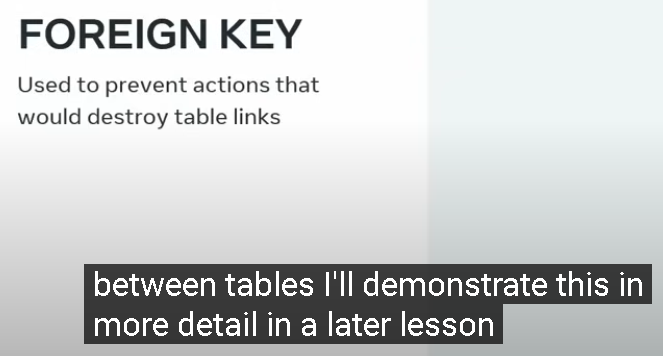 FOREIGN KEY
Used to prevent actions that
would destroy table links
between tables I'll demonstrate this in
more detail in a later lesson